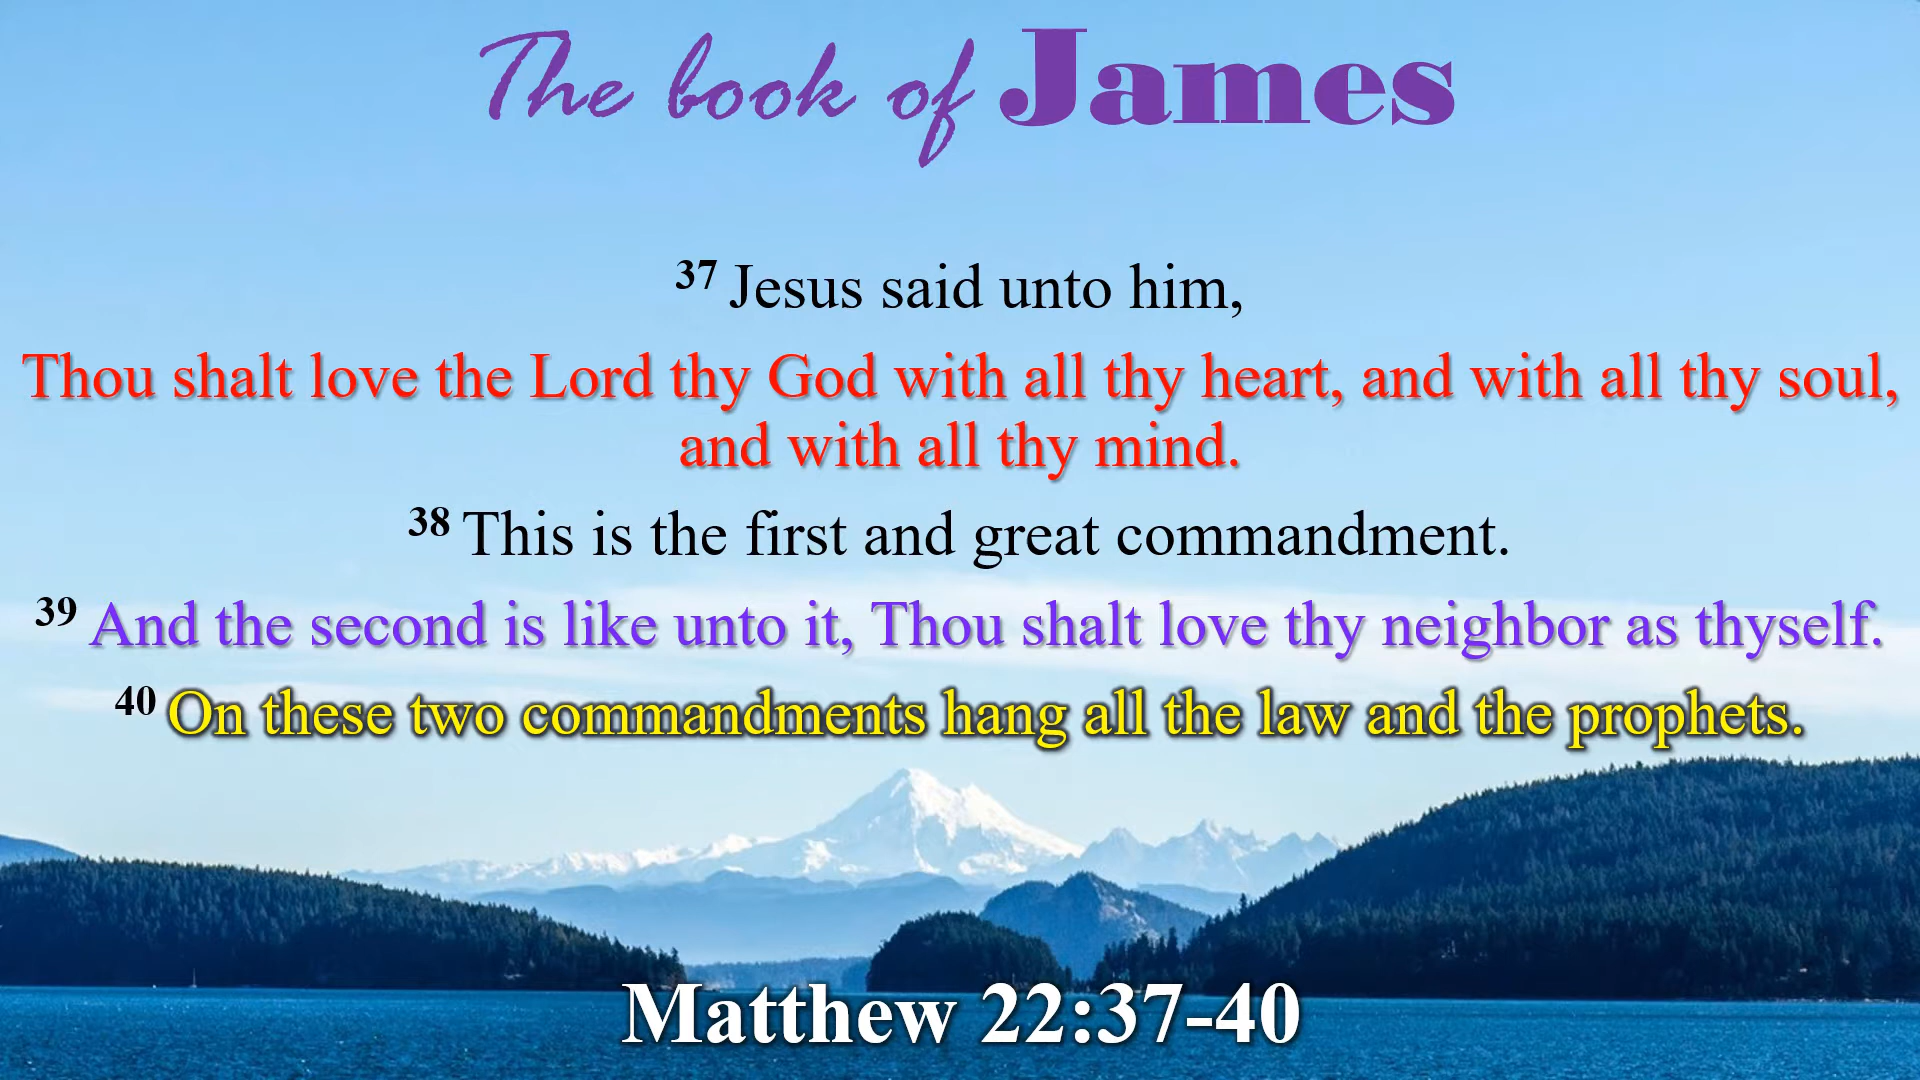 The book of James
37 Jesus said unto him,
Thou shalt love the Lord thy God with all thy heart, and with all thy soul,
and with all thy mind.
38 This is the first and great commandment.
39 And the second is like unto it, Thou shalt love thy neighbor as thyself.
40 On these two commandments hang all the law and the prophets.
Matthew 22:37-40